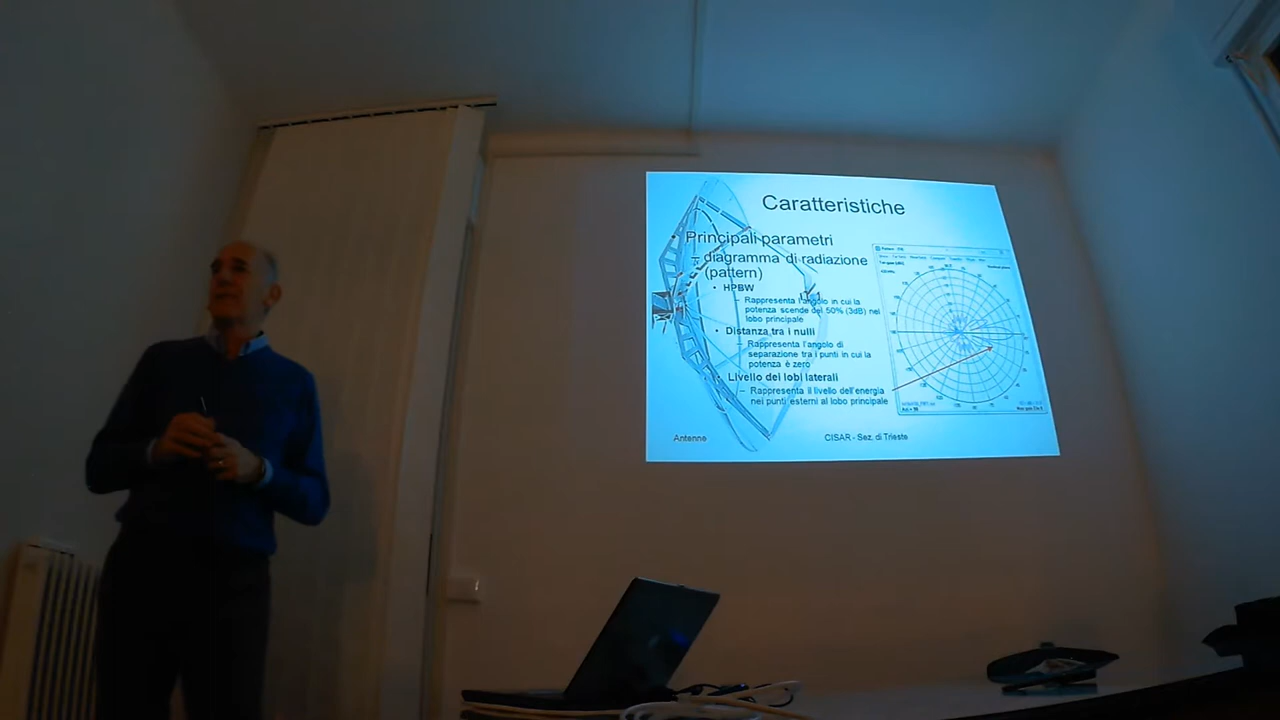 Caratteristiche
• Principali parametri
– diagramma di radiazione
(pattern)
• HPBW
– Rappresenta l'angolo in cui la
potenza scende del 50% (3dB) nel
lobo principale
• Distanza tra i nulli
– Rappresenta l'angolo di
separazione tra i punti in cui la
potenza è zero
• Livello dei lobi laterali
– Rappresenta il livello dell'energia
nei punti esterni al lobo principale
Antenne
CISAR - Sez. di Trieste